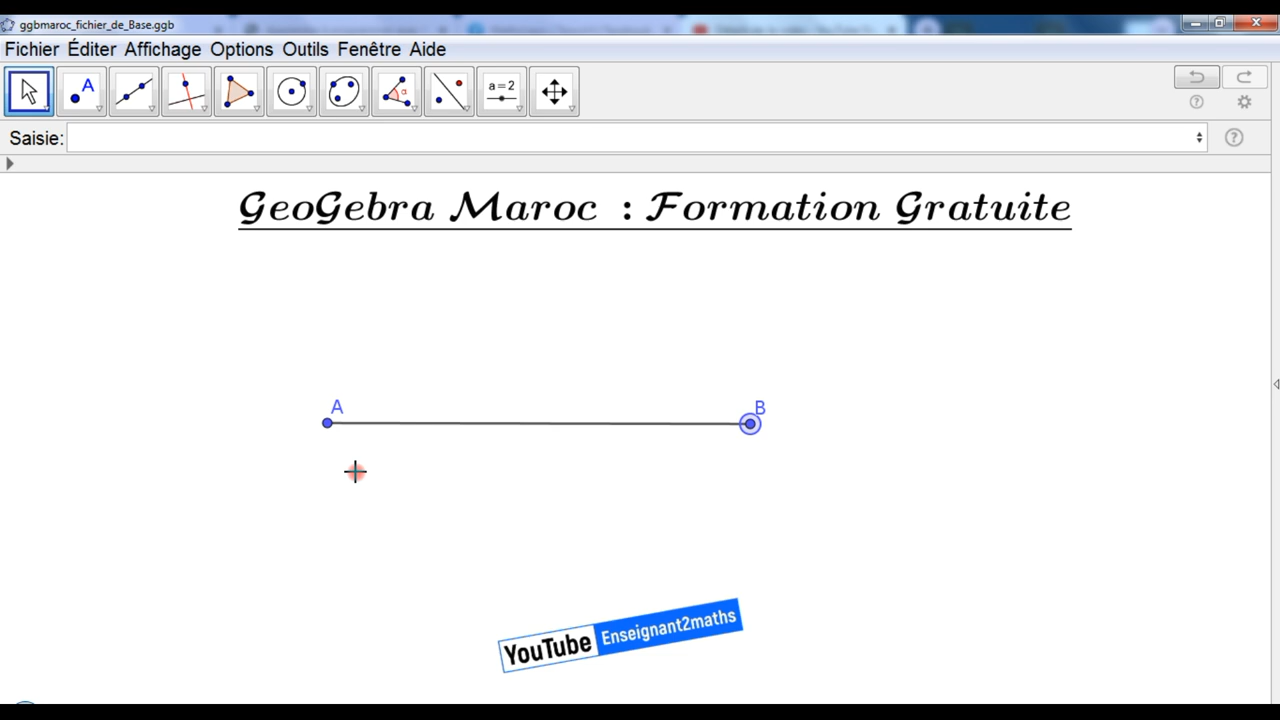 ggbmaroc_fichier_de_Base.ggb
Fichier Éditer Affichage Options Outils Fenêtre Aide
A
α
a = 2
Saisie:
GeoGebra Maroc : Formation Gratuite
A
B
YouTube Enseignant2maths